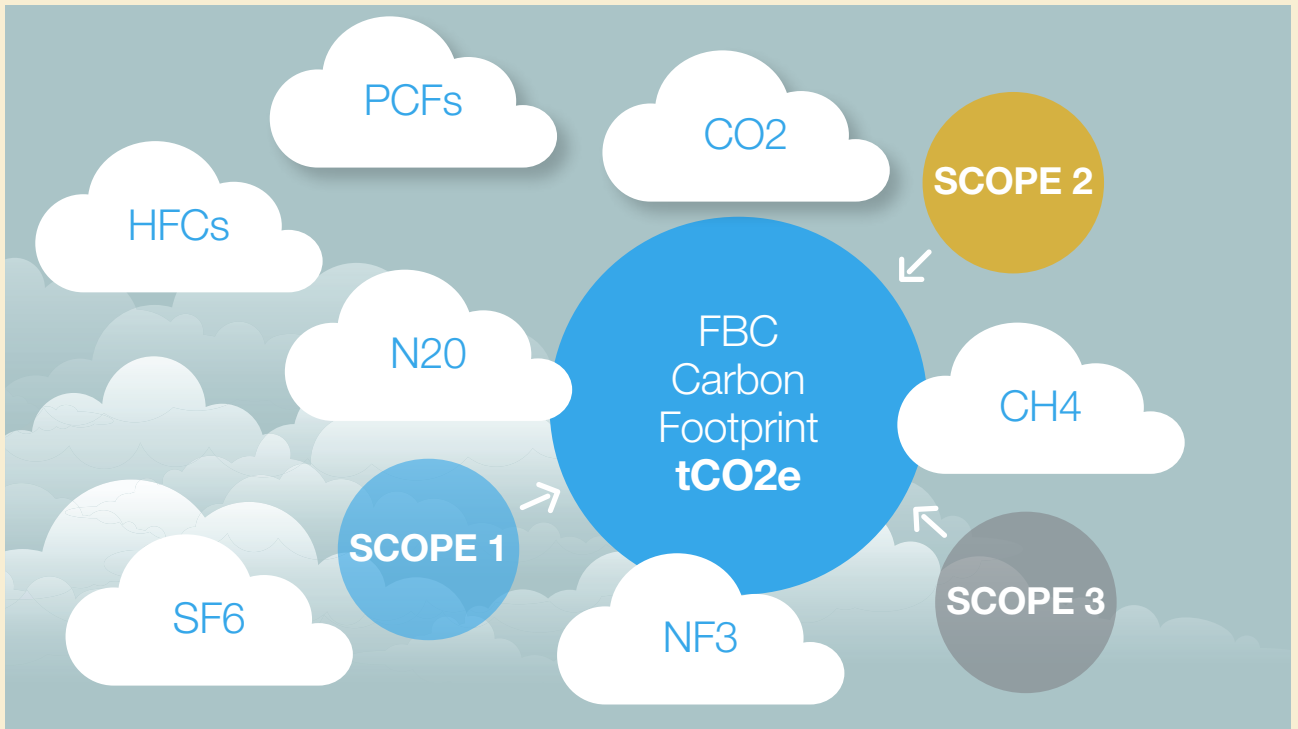 PCFs
CO2
SCOPE 2
HFCs
N20
FBC
Carbon
Footprint
tCO2e
CH4
SCOPE 1
SCOPE 3
SF6
NF3